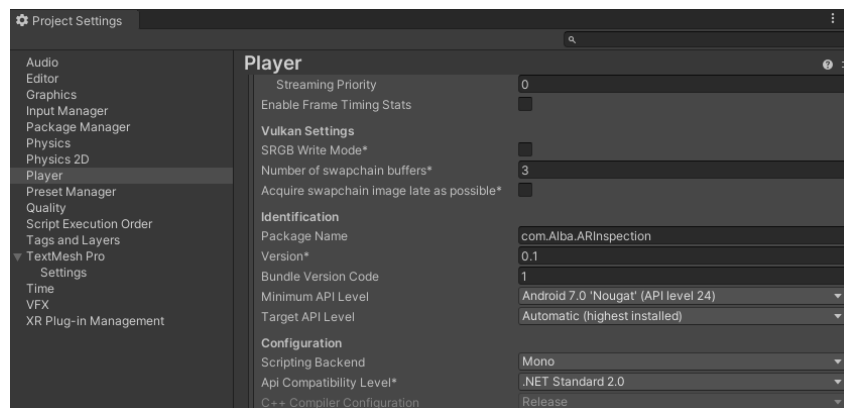 Project Settings
Audio
Editor
Graphics
Input Manager
Package Manager
Physics
Physics 2D
Player
Preset Manager
Quality
Script Execution Order
Tags and Layers
TextMesh Pro
Settings
Time
VFX
XR Plug-in Management
Player
Streaming Priority 0
Enable Frame Timing Stats
Vulkan Settings
SRGB Write Mode*
Number of swapchain buffers* 3
Acquire swapchain image late as possible*
Identification
Package Name com.Alba.ARInspection
Version* 0.1
Bundle Version Code 1
Minimum API Level Android 7.0 'Nougat' (API level 24)
Target API Level Automatic (highest installed)
Configuration
Scripting Backend Mono
Api Compatibility Level* .NET Standard 2.0
C++ Compiler Configuration Release